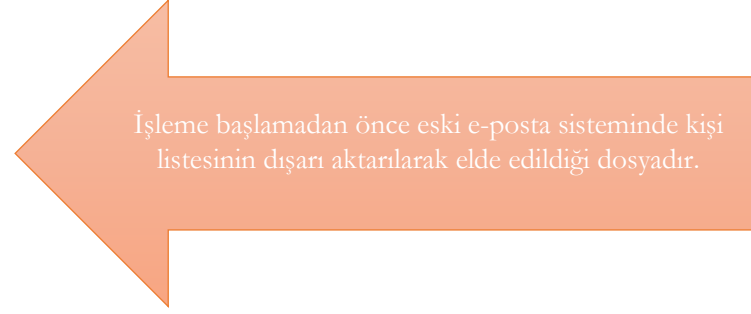 İşleme başlamadan önce eski e-posta sisteminde kişi
listesinin dışarı aktarılarak elde edildiği dosyadır.